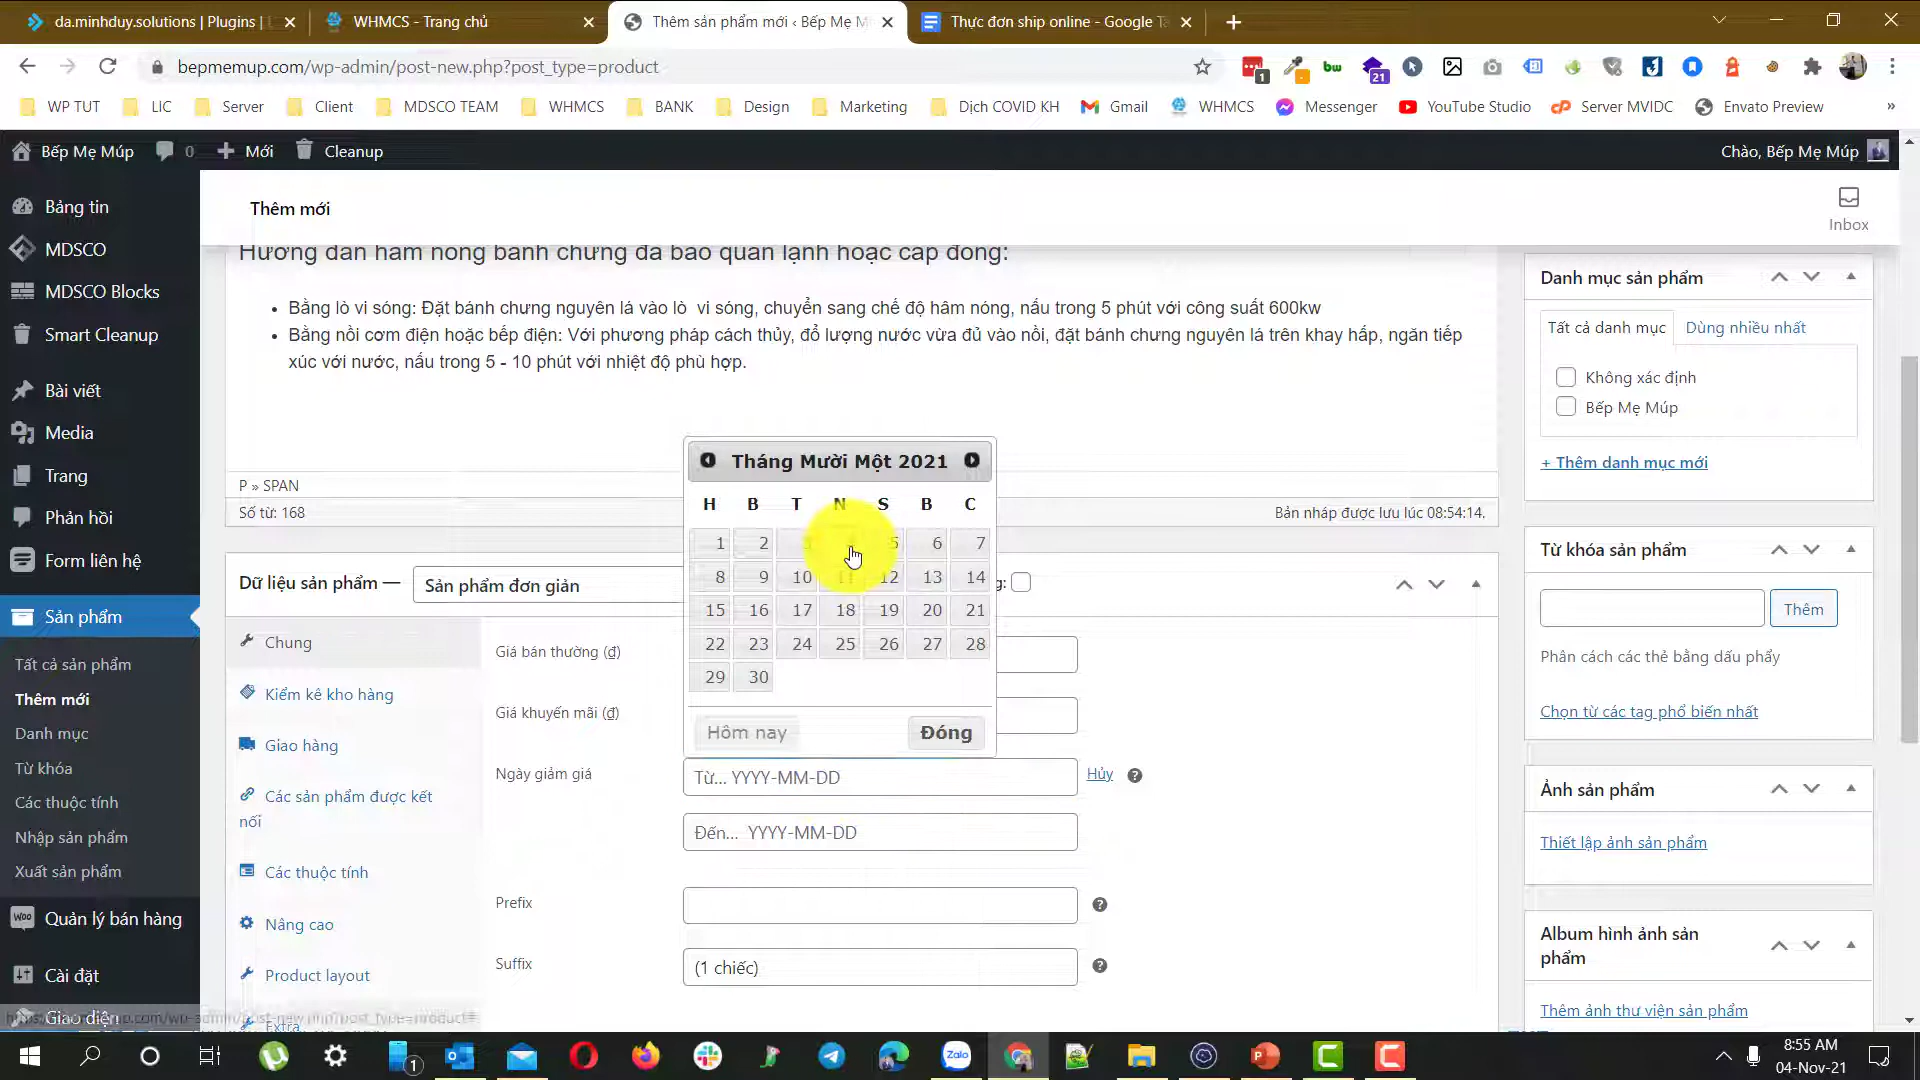 da.minhduy.solutions | Plugins |
WHMCS - Trang chủ
Thêm sản phẩm mới ‹ Bếp Mẹ M
Thực đơn ship online - Google Ta
bepmemup.com/wp-admin/post-new.php?post_type=product
1
bw
21
WP TUT
LIC
Server
Client
MDSCO TEAM
WHMCS
BANK
Design
Marketing
Dịch COVID KH
Gmail
WHMCS
Messenger
YouTube Studio
Server MVIDC
Envato Preview
»
Bếp Mẹ Múp
0
Mới
Cleanup
Chào, Bếp Mẹ Múp
Bảng tin
MDSCO
MDSCO Blocks
Smart Cleanup
Bài viết
Media
Trang
Phản hồi
Form liên hệ
Sản phẩm
Tất cả sản phẩm
Thêm mới
Danh mục
Từ khóa
Các thuộc tính
Nhập sản phẩm
Xuất sản phẩm
Quản lý bán hàng
Cài đặt
Giao diện
Thêm mới
Inbox
Hướng dẫn hâm nóng bánh chưng đã bảo quản lạnh hoặc cấp đông:
• Bằng lò vi sóng: Đặt bánh chưng nguyên lá vào lò vi sóng, chuyển sang chế độ hâm nóng, nấu trong 5 phút với công suất 600kw
• Bằng nồi cơm điện hoặc bếp điện: Với phương pháp cách thủy, đổ lượng nước vừa đủ vào nồi, đặt bánh chưng nguyên lá trên khay hấp, ngăn tiếp
xúc với nước, nấu trong 5 - 10 phút với nhiệt độ phù hợp.
P » SPAN
Số từ: 168
Bản nháp được lưu lúc 08:54:14.
Dữ liệu sản phẩm —
Sản phẩm đơn giản
g:
Tháng Mười Một 2021
H B T N S B C
1 2 3 4 5 6 7
8 9 10 11 12 13 14
15 16 17 18 19 20 21
22 23 24 25 26 27 28
29 30
Hôm nay
Đóng
Chung
Kiểm kê kho hàng
Giao hàng
Các sản phẩm được kết
nối
Các thuộc tính
Nâng cao
Product layout
Extra
Giá bán thường (₫)
Giá khuyến mãi (₫)
Ngày giảm giá
Từ... YYYY-MM-DD
Hủy
Đến... YYYY-MM-DD
Prefix
Suffix
(1 chiếc)
Danh mục sản phẩm
Tất cả danh mục
Dùng nhiều nhất
Không xác định
Bếp Mẹ Múp
+ Thêm danh mục mới
Từ khóa sản phẩm
Thêm
Phân cách các thẻ bằng dấu phẩy
Chọn từ các tag phổ biến nhất
Ảnh sản phẩm
Thiết lập ảnh sản phẩm
Album hình ảnh sản
phẩm
Thêm ảnh thư viện sản phẩm
1
Zalo
8:55 AM
04-Nov-21